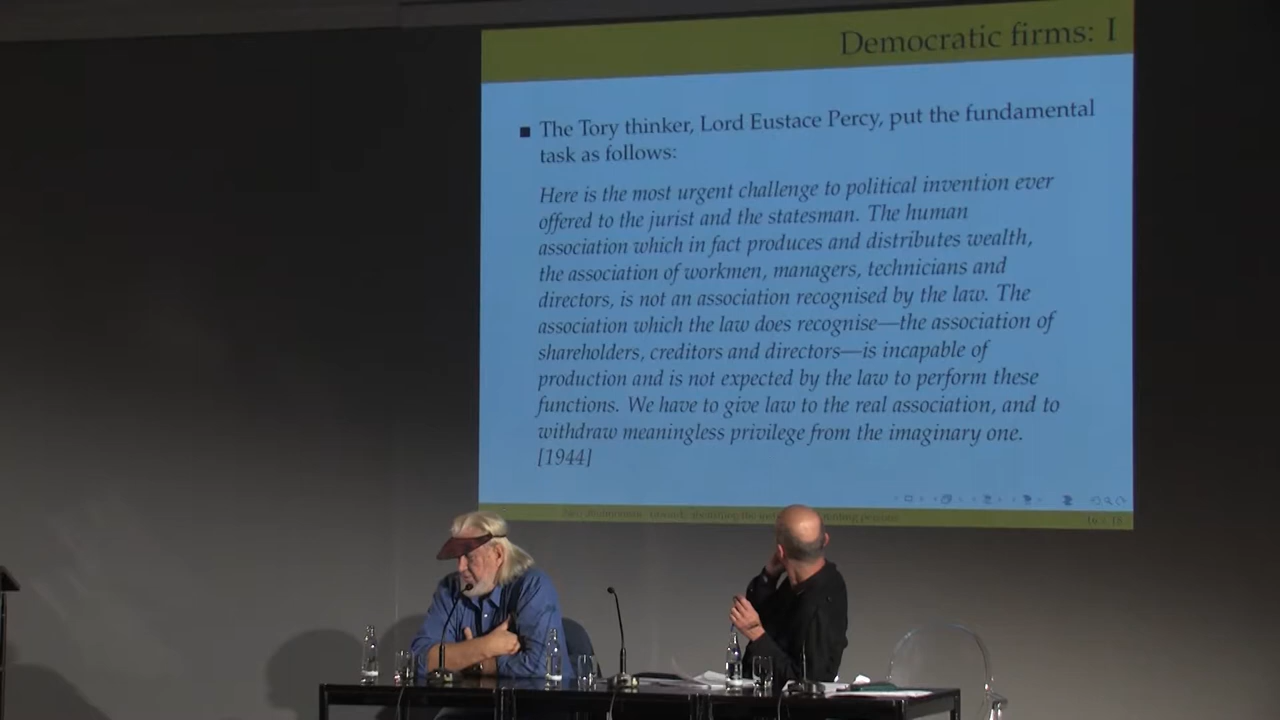 Democratic firms: I
■ The Tory thinker, Lord Eustace Percy, put the fundamental
task as follows:
Here is the most urgent challenge to political invention ever
offered to the jurist and the statesman. The human
association which in fact produces and distributes wealth,
the association of workmen, managers, technicians and
directors, is not an association recognised by the law. The
association which the law does recognise—the association of
shareholders, creditors and directors—is incapable of
production and is not expected by the law to perform these
functions. We have to give law to the real association, and to
withdraw meaningless privilege from the imaginary one.
[1944]
16 / 18